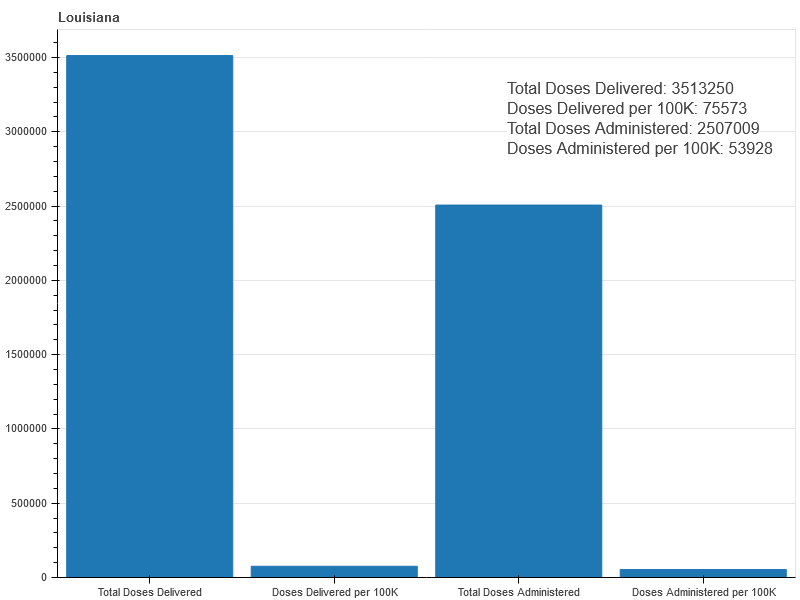 Louisiana
3500000
3000000
2500000
2000000
1500000
1000000
500000
0
Total Doses Delivered: 3513250
Doses Delivered per 100K: 75573
Total Doses Administered: 2507009
Doses Administered per 100K: 53928
Total Doses Delivered
Doses Delivered per 100K
Total Doses Administered
Doses Administered per 100K